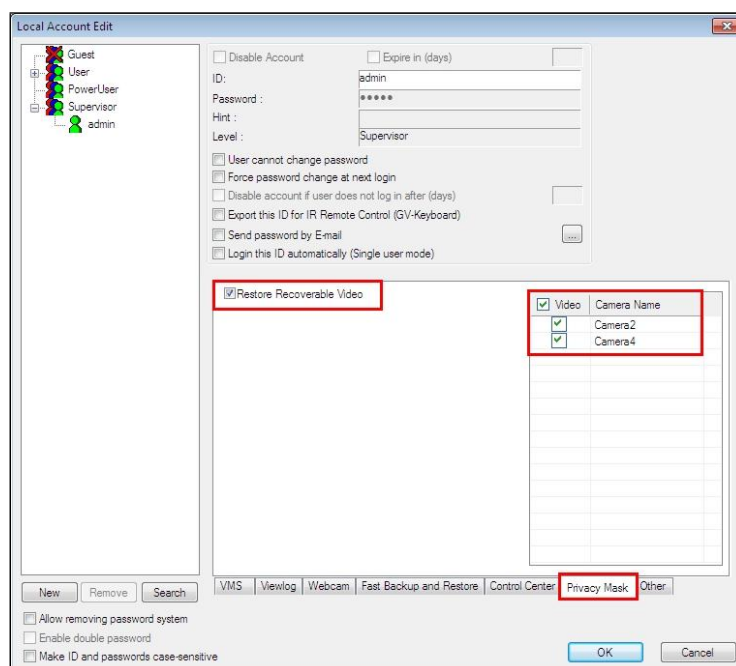 Local Account Edit
Guest
User
PowerUser
Supervisor
admin
Disable Account Expire in (days)
ID: admin
Password : •••••
Hint :
Level : Supervisor
User cannot change password
Force password change at next login
Disable account if user does not log in after (days)
Export this ID for IR Remote Control (GV-Keyboard)
Send password by E-mail ...
Login this ID automatically (Single user mode)
Restore Recoverable Video
Video Camera Name
Camera2
Camera4
VMS Viewlog Webcam Fast Backup and Restore Control Center Privacy Mask Other
New Remove Search
Allow removing password system
Enable double password
Make ID and passwords case-sensitive
OK Cancel